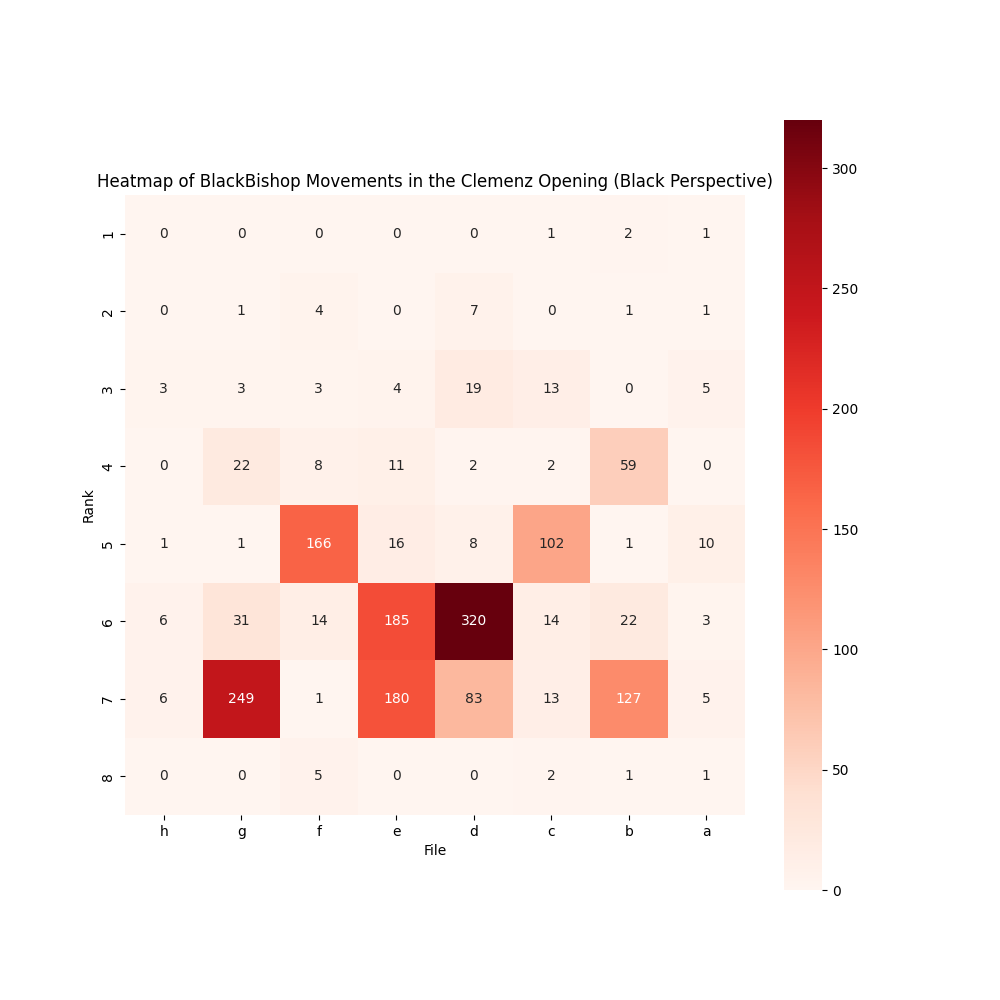 Heatmap of BlackBishop Movements in the Clemenz Opening (Black Perspective)
1 0 0 0 0 0 1 2 1
2 0 1 4 0 7 0 1 1
3 3 3 3 4 19 13 0 5
4 0 22 8 11 2 2 59 0
5 1 1 166 16 8 102 1 10
6 6 31 14 185 320 14 22 3
7 6 249 1 180 83 13 127 5
8 0 0 5 0 0 2 1 1
h g f e d c b a
File
Rank
300
250
200
150
100
50
0